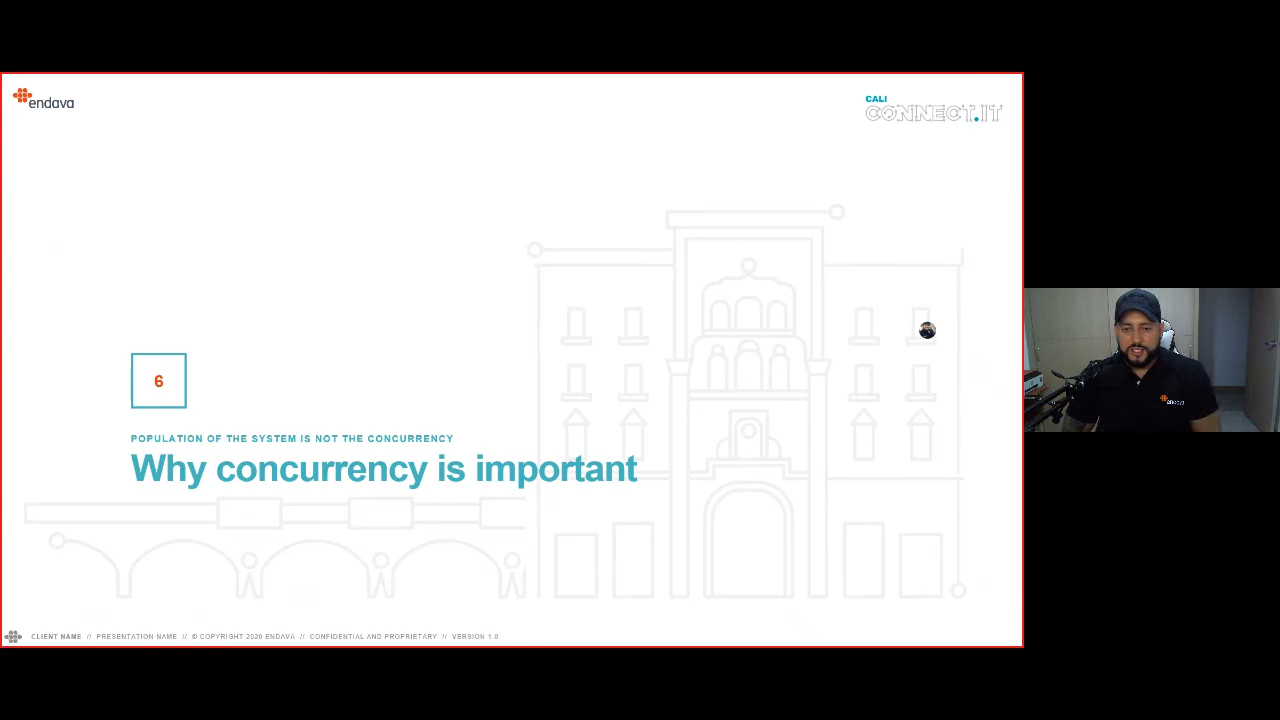 endava
CALI
CONNECT.IT
6
POPULATION OF THE SYSTEM IS NOT THE CONCURRENCY
Why concurrency is important
CLIENT NAME // PRESENTATION NAME // © COPYRIGHT 2020 ENDAVA // CONFIDENTIAL AND PROPRIETARY // VERSION 1.0
endava